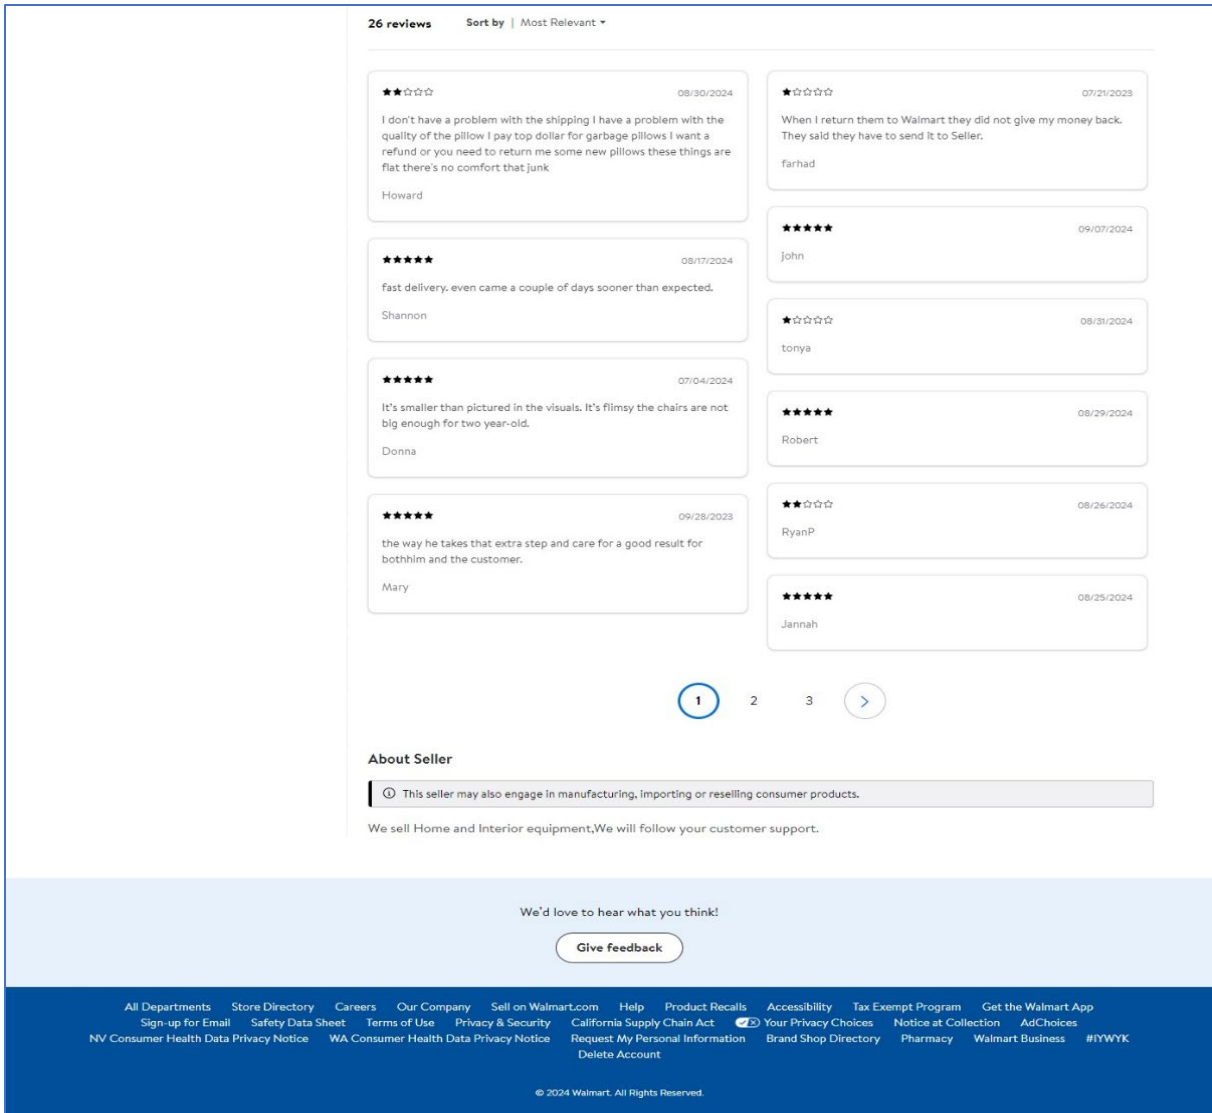 26 reviews Sort by | Most Relevant
08/30/2024
I don't have a problem with the shipping I have a problem with the
quality of the pillow I pay top dollar for garbage pillows I want a
refund or you need to return me some new pillows these things are
flat there's no comfort that junk
Howard
08/17/2024
fast delivery. even came a couple of days sooner than expected.
Shannon
07/04/2024
It's smaller than pictured in the visuals. It's flimsy the chairs are not
big enough for two year-old.
Donna
09/28/2023
the way he takes that extra step and care for a good result for
bothhim and the customer.
Mary
07/21/2023
When I return them to Walmart they did not give my money back.
They said they have to send it to Seller.
farhad
09/07/2024
john
08/31/2024
tonya
08/29/2024
Robert
08/26/2024
RyanP
08/25/2024
Jannah
1 2 3
About Seller
This seller may also engage in manufacturing, importing or reselling consumer products.
We sell Home and Interior equipment,We will follow your customer support.
We'd love to hear what you think!
Give feedback
All Departments Store Directory Careers Our Company Sell on Walmart.com Help Product Recalls Accessibility Tax Exempt Program Get the Walmart App
Sign-up for Email Safety Data Sheet Terms of Use Privacy & Security California Supply Chain Act Your Privacy Choices Notice at Collection AdChoices
NV Consumer Health Data Privacy Notice WA Consumer Health Data Privacy Notice Request My Personal Information Brand Shop Directory Pharmacy Walmart Business #IYWYK
Delete Account
© 2024 Walmart. All Rights Reserved.